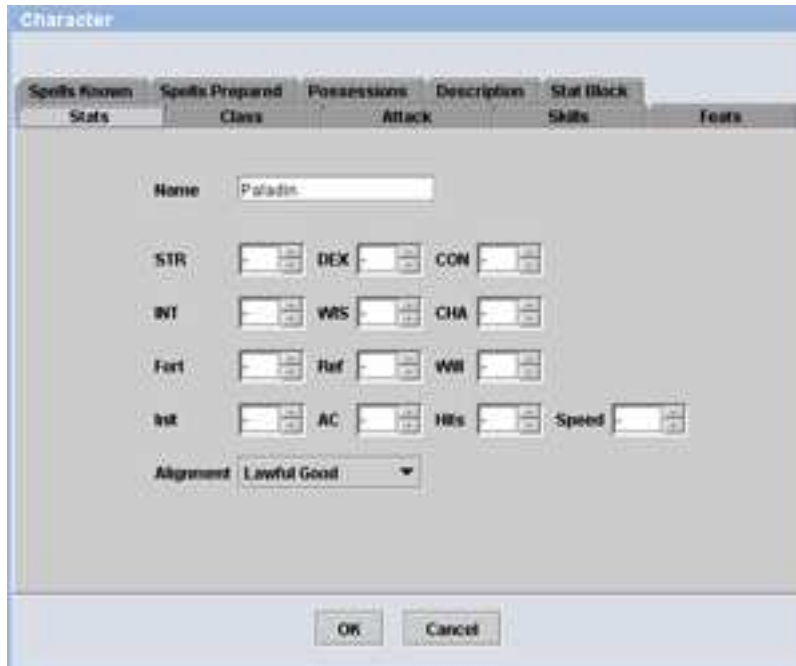 Character
Spells Known Spells Prepared Possessions Description Stat Block
Stats Class Attack Skills Feats
Name Paladin
STR - DEX - CON -
INT - WIS - CHA -
Fort - Ref - Will -
Init - AC - Hits - Speed -
Alignment Lawful Good
OK Cancel